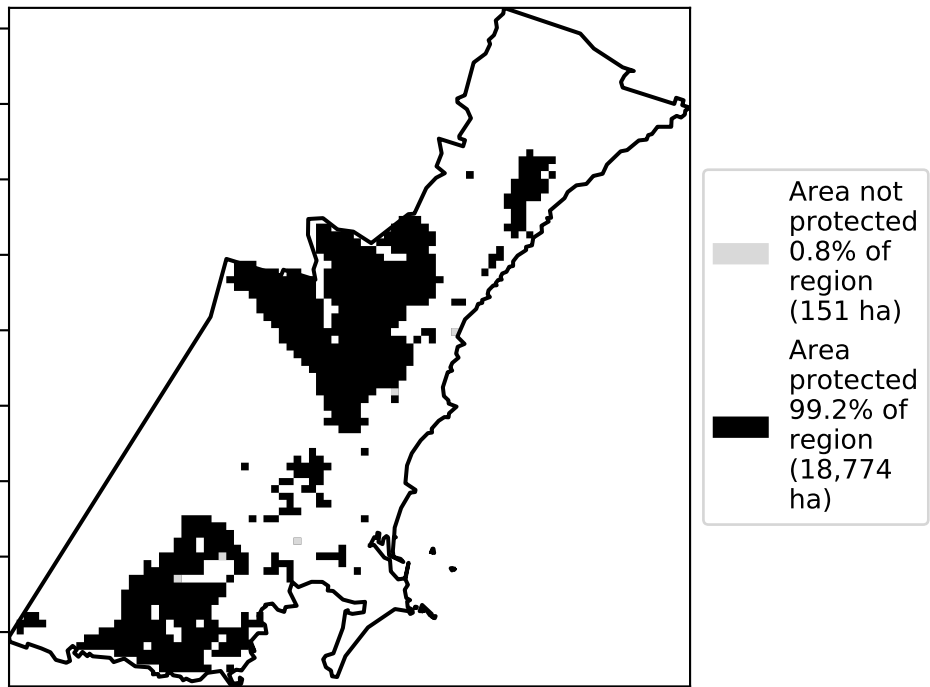 Area not
protected
0.8% of
region
(151 ha)
Area
protected
99.2% of
region
(18,774
ha)